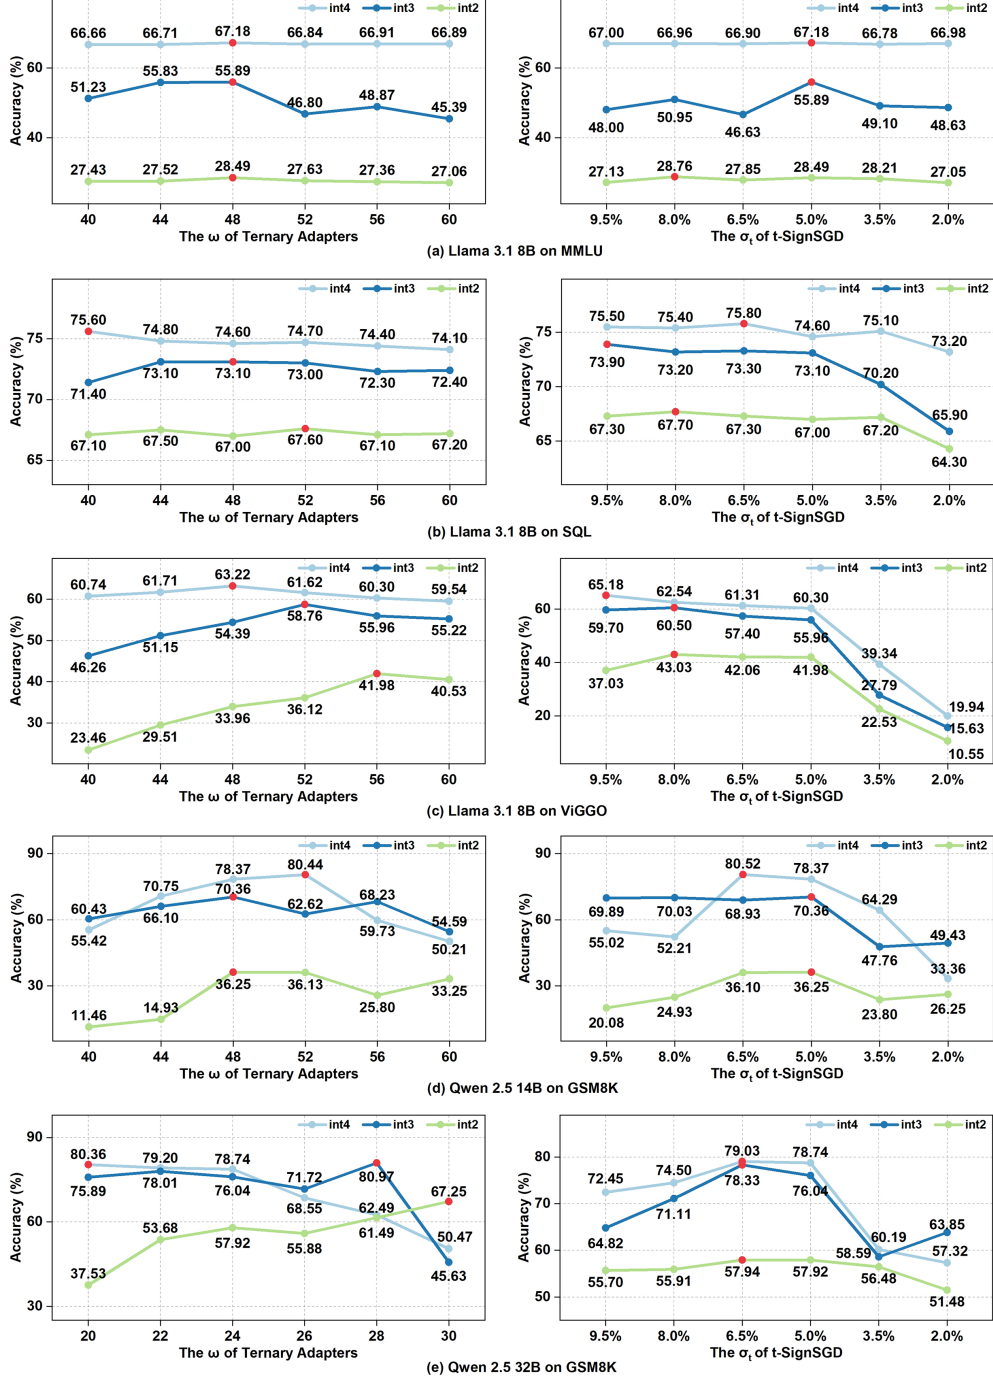 int4 int3 int2
int4 int3 int2
Accuracy (%)
60
40
66.66 66.71 67.18 66.84 66.91 66.89
51.23 55.83 55.89 46.80 48.87 45.39
27.43 27.52 28.49 27.63 27.36 27.06
40 44 48 52 56 60
The ω of Ternary Adapters
Accuracy (%)
60
40
67.00 66.96 66.90 67.18 66.78 66.98
48.00 50.95 46.63 55.89 49.10 48.63
27.13 28.76 27.85 28.49 28.21 27.05
9.5% 8.0% 6.5% 5.0% 3.5% 2.0%
The σt of t-SignSGD
(a) Llama 3.1 8B on MMLU
int4 int3 int2
Accuracy (%)
75
70
65
75.60 74.80 74.60 74.70 74.40 74.10
71.40 73.10 73.10 73.00 72.30 72.40
67.10 67.50 67.00 67.60 67.10 67.20
40 44 48 52 56 60
The ω of Ternary Adapters
int4 int3 int2
Accuracy (%)
75
70
65
75.50 75.40 75.80 74.60 75.10 73.20
73.90 73.20 73.30 73.10 70.20 65.90
67.30 67.70 67.30 67.00 67.20 64.30
9.5% 8.0% 6.5% 5.0% 3.5% 2.0%
The σt of t-SignSGD
(b) Llama 3.1 8B on SQL
int4 int3 int2
Accuracy (%)
60
50
40
30
60.74 61.71 63.22 61.62 60.30 59.54
46.26 51.15 54.39 58.76 55.96 55.22
23.46 29.51 33.96 36.12 41.98 40.53
40 44 48 52 56 60
The ω of Ternary Adapters
int4 int3 int2
Accuracy (%)
60
40
20
65.18 62.54 61.31 60.30 39.34 19.94
59.70 60.50 57.40 55.96 27.79 15.63
37.03 43.03 42.06 41.98 22.53 10.55
9.5% 8.0% 6.5% 5.0% 3.5% 2.0%
The σt of t-SignSGD
(c) Llama 3.1 8B on ViGGO
int4 int3 int2
Accuracy (%)
90
60
30
55.42 70.75 78.37 80.44 59.73 50.21
60.43 66.10 70.36 62.62 68.23 54.59
11.46 14.93 36.25 36.13 25.80 33.25
40 44 48 52 56 60
The ω of Ternary Adapters
int4 int3 int2
Accuracy (%)
90
60
30
55.02 52.21 80.52 78.37 64.29 33.36
69.89 70.03 68.93 70.36 47.76 49.43
20.08 24.93 36.10 36.25 23.80 26.25
9.5% 8.0% 6.5% 5.0% 3.5% 2.0%
The σt of t-SignSGD
(d) Qwen 2.5 14B on GSM8K
int4 int3 int2
Accuracy (%)
90
60
30
80.36 79.20 78.74 68.55 62.49 50.47
75.89 78.01 76.04 71.72 80.97 45.63
37.53 53.68 57.92 55.88 61.49 67.25
20 22 24 26 28 30
The ω of Ternary Adapters
int4 int3 int2
Accuracy (%)
80
70
60
50
72.45 74.50 79.03 78.74 60.19 57.32
64.82 71.11 78.33 76.04 58.59 63.85
55.70 55.91 57.94 57.92 56.48 51.48
9.5% 8.0% 6.5% 5.0% 3.5% 2.0%
The σt of t-SignSGD
(e) Qwen 2.5 32B on GSM8K